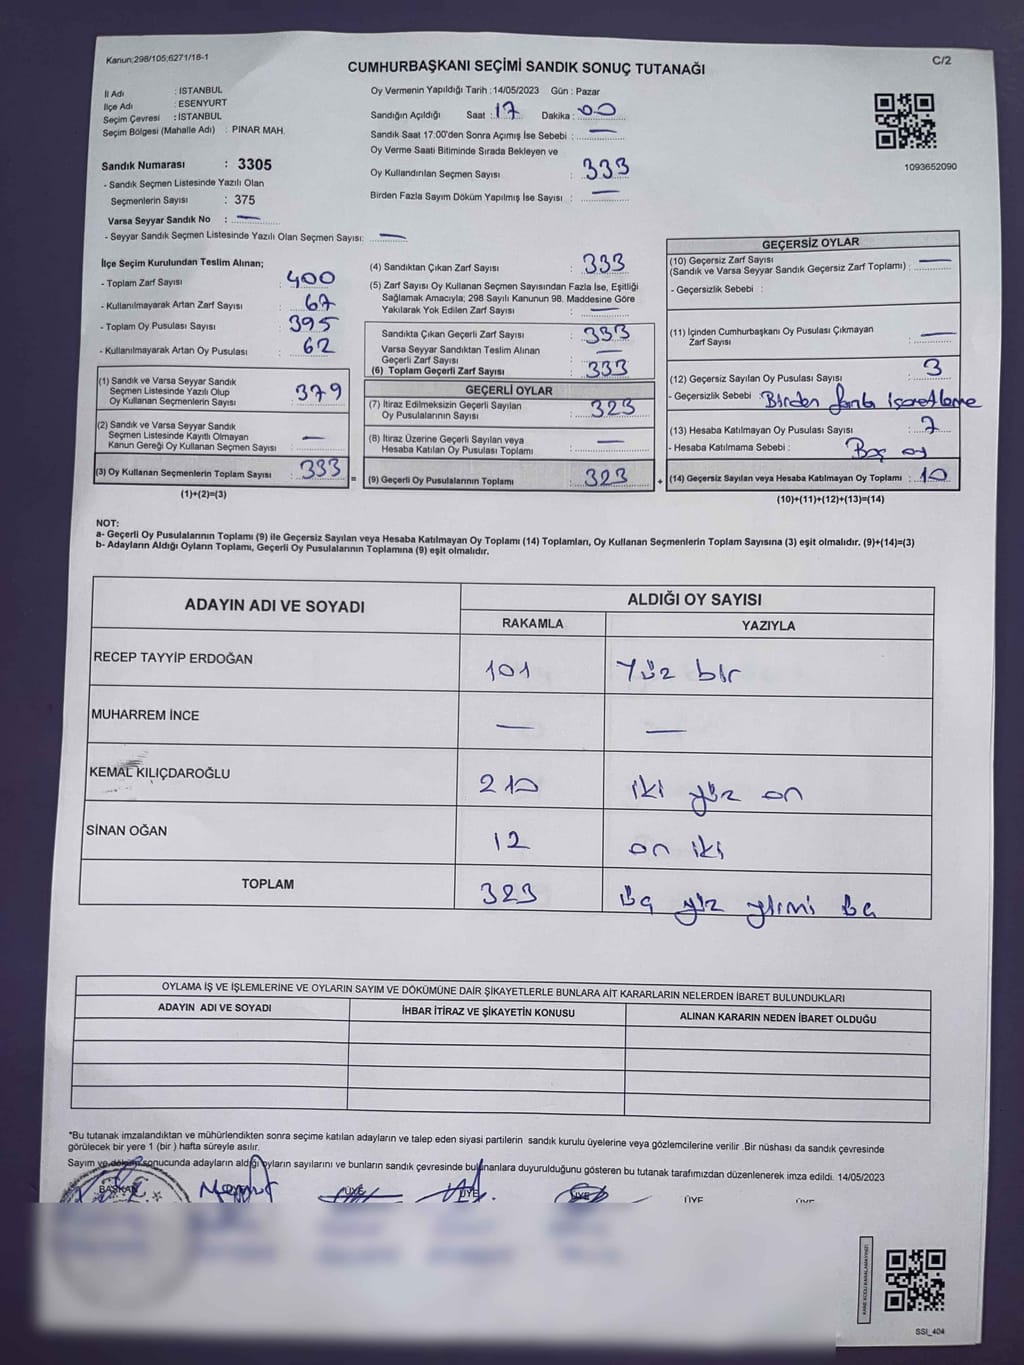 Kanun;298/105;6271/18-1
C/2
CUMHURBAŞKANI SEÇİMİ SANDIK SONUÇ TUTANAĞI
İl Adı : İSTANBUL
İlçe Adı : ESENYURT
Seçim Çevresi : İSTANBUL
Seçim Bölgesi (Mahalle Adı) : PINAR MAH.
Sandık Numarası : 3305
- Sandık Seçmen Listesinde Yazılı Olan
Seçmenlerin Sayısı : 375
Varsa Seyyar Sandık No : —
- Seyyar Sandık Seçmen Listesinde Yazılı Olan Seçmen Sayısı: —
Oy Vermenin Yapıldığı Tarih : 14/05/2023 Gün : Pazar
Sandığın Açıldığı Saat : 17 Dakika : 00
Sandık Saat 17:00'den Sonra Açımış İse Sebebi : —
Oy Verme Saati Bitiminde Sırada Bekleyen ve
Oy Kullandırılan Seçmen Sayısı : 333
Birden Fazla Sayım Döküm Yapılmış İse Sayısı : —
1093652090
İlçe Seçim Kurulundan Teslim Alınan;
- Toplam Zarf Sayısı : 400
- Kullanılmayarak Artan Zarf Sayısı : 67
- Toplam Oy Pusulası Sayısı : 395
- Kullanılmayarak Artan Oy Pusulası : 62
(1) Sandık ve Varsa Seyyar Sandık
Seçmen Listesinde Yazılı Olup
Oy Kullanan Seçmenlerin Sayısı : 379
(2) Sandık ve Varsa Seyyar Sandık
Seçmen Listesinde Kayıtlı Olmayan
Kanun Gereği Oy Kullanan Seçmen Sayısı : —
(3) Oy Kullanan Seçmenlerin Toplam Sayısı : 333
(1)+(2)=(3)
(4) Sandıktan Çıkan Zarf Sayısı : 333
(5) Zarf Sayısı Oy Kullanan Seçmen Sayısından Fazla İse, Eşitliği
Sağlamak Amacıyla; 298 Sayılı Kanunun 98. Maddesine Göre
Yakılarak Yok Edilen Zarf Sayısı : —
Sandıkta Çıkan Geçerli Zarf Sayısı : 333
Varsa Seyyar Sandıktan Teslim Alınan
Geçerli Zarf Sayısı : —
(6) Toplam Geçerli Zarf Sayısı : 333
GEÇERLİ OYLAR
(7) İtiraz Edilmeksizin Geçerli Sayılan
Oy Pusulalarının Sayısı : 323
(8) İtiraz Üzerine Geçerli Sayılan veya
Hesaba Katılan Oy Pusulası Toplamı : —
= (9) Geçerli Oy Pusulalarının Toplamı : 323 +
GEÇERSİZ OYLAR
(10) Geçersiz Zarf Sayısı
(Sandık ve Varsa Seyyar Sandık Geçersiz Zarf Toplamı) : —
- Geçersizlik Sebebi :
(11) İçinden Cumhurbaşkanı Oy Pusulası Çıkmayan
Zarf Sayısı : —
(12) Geçersiz Sayılan Oy Pusulası Sayısı : 3
- Geçersizlik Sebebi : Birden fazla işaretleme
(13) Hesaba Katılmayan Oy Pusulası Sayısı : 7
- Hesaba Katılmama Sebebi : Boş oy
(14) Geçersiz Sayılan veya Hesaba Katılmayan Oy Toplamı : 10
(10)+(11)+(12)+(13)=(14)
NOT:
a- Geçerli Oy Pusulalarının Toplamı (9) ile Geçersiz Sayılan veya Hesaba Katılmayan Oy Toplamı (14) Toplamları, Oy Kullanan Seçmenlerin Toplam Sayısına (3) eşit olmalıdır. (9)+(14)=(3)
b- Adayların Aldığı Oyların Toplamı, Geçerli Oy Pusulalarının Toplamına (9) eşit olmalıdır.
ADAYIN ADI VE SOYADI
ALDIĞI OY SAYISI
RAKAMLA YAZIYLA
RECEP TAYYİP ERDOĞAN 101 Yüz bir
MUHARREM İNCE — —
KEMAL KILIÇDAROĞLU 210 iki yüz on
SİNAN OĞAN 12 on iki
TOPLAM 323 üç yüz yirmi üç
OYLAMA İŞ VE İŞLEMLERİNE VE OYLARIN SAYIM VE DÖKÜMÜNE DAİR ŞİKAYETLERLE BUNLARA AİT KARARLARIN NELERDEN İBARET BULUNDUKLARI
ADAYIN ADI VE SOYADI İHBAR İTİRAZ VE ŞİKAYETİN KONUSU ALINAN KARARIN NEDEN İBARET OLDUĞU
*Bu tutanak imzalandıktan ve mühürlendikten sonra seçime katılan adayların ve talep eden siyasi partilerin sandık kurulu üyelerine veya gözlemcilerine verilir .Bir nüshası da sandık çevresinde
görülecek bir yere 1 (bir ) hafta süreyle asılır.
Sayım ve döküm sonucunda adayların aldığı oyların sayılarını ve bunların sandık çevresinde bulunanlara duyurulduğunu gösteren bu tutanak tarafımızdan düzenlenerek imza edildi. 14/05/2023
BAŞKAN ÜYE ÜYE ÜYE ÜYE ÜYE
SSI_404